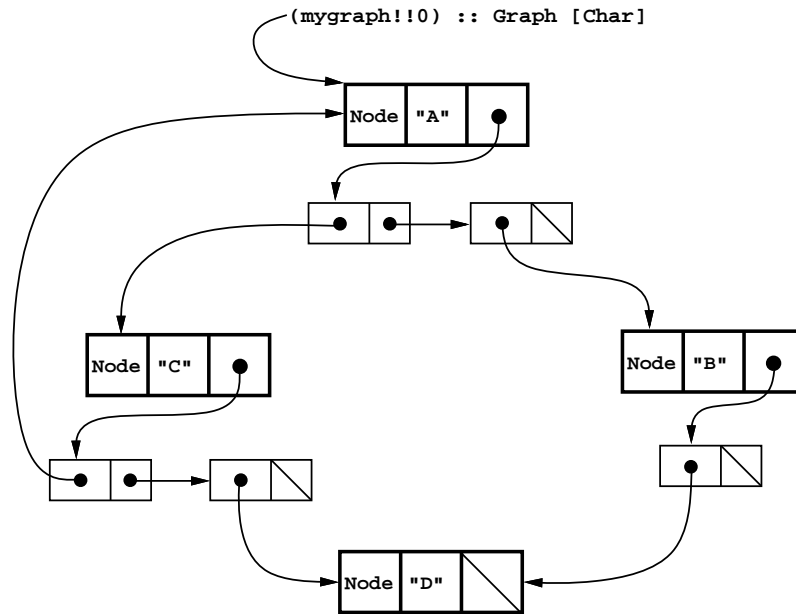 (mygraph!!0) :: Graph [Char]
Node "A"
Node "C"
Node "B"
Node "D"